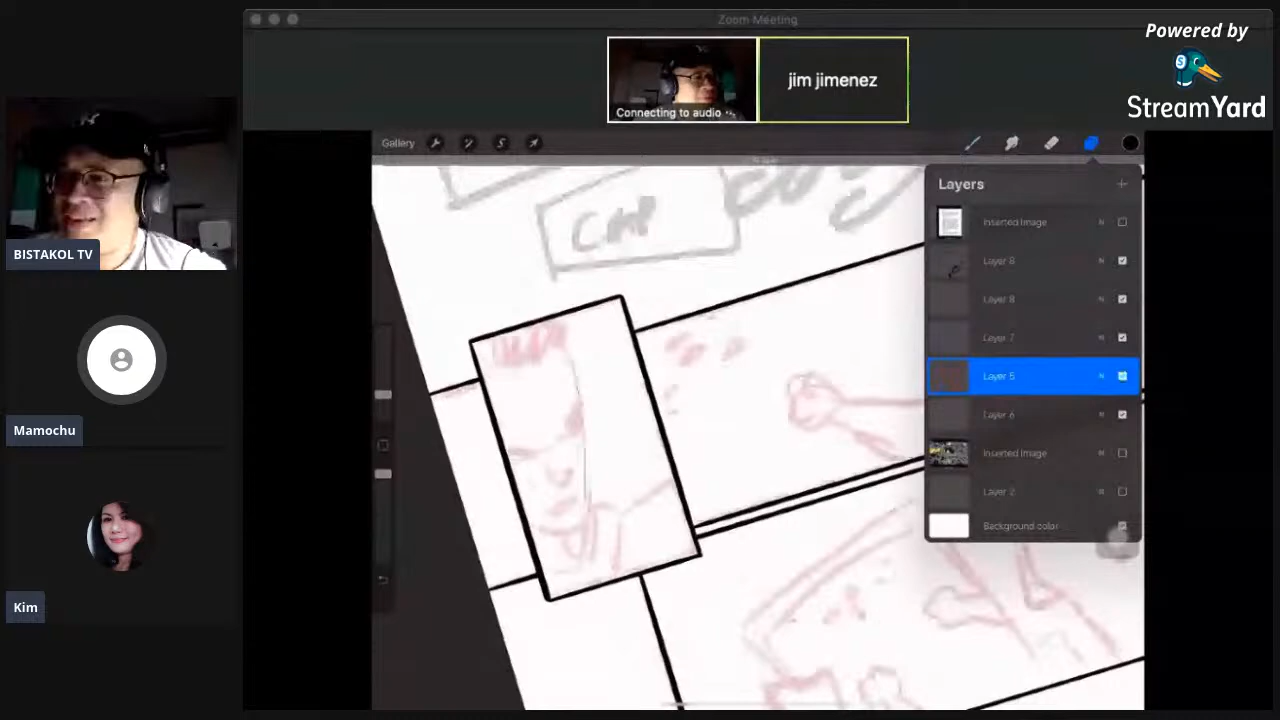 Zoom Meeting
Powered by
StreamYard
jim jimenez
Connecting to audio ...
Gallery
S
CAP
Layers
Inserted Image N
Layer 8 N
Layer 8 N
Layer 7 N
Layer 5 N
Layer 6 N
Inserted Image N
Layer 2 N
Background color
BISTAKOL TV
Mamochu
Kim